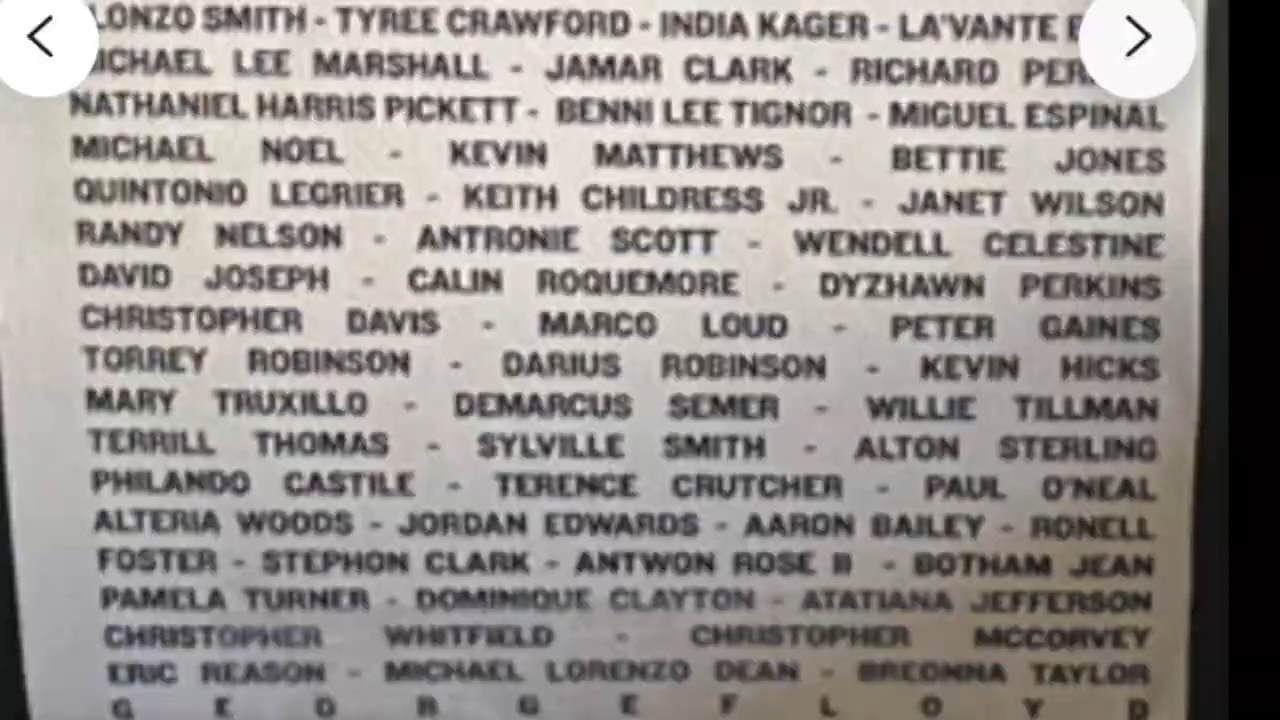 LONZO SMITH - TYREE CRAWFORD - INDIA KAGER - LA'VANTE
MICHAEL LEE MARSHALL - JAMAR CLARK - RICHARD
NATHANIEL HARRIS PICKETT - BENNI LEE TIGNOR - MIGUEL ESPINAL
MICHAEL NOEL - KEVIN MATTHEWS - BETTIE JONES
QUINTONIO LEGRIER - KEITH CHILDRESS JR. - JANET WILSON
RANDY NELSON - ANTRONIE SCOTT - WENDELL CELESTINE
DAVID JOSEPH - CALIN ROQUEMORE - DYZHAWN PERKINS
CHRISTOPHER DAVIS - MARCO LOUD - PETER GAINES
TORREY ROBINSON - DARIUS ROBINSON - KEVIN HICKS
MARY TRUXILLO - DEMARCUS SEMER - WILLIE TILLMAN
TERRILL THOMAS - SYLVILLE SMITH - ALTON STERLING
PHILANDO CASTILE - TERENCE CRUTCHER - PAUL O'NEAL
ALTERIA WOODS - JORDAN EDWARDS - AARON BAILEY - RONELL
FOSTER - STEPHON CLARK - ANTWON ROSE II - BOTHAM JEAN
PAMELA TURNER - DOMINIQUE CLAYTON - ATATIANA JEFFERSON
CHRISTOPHER WHITFIELD - CHRISTOPHER MCCORVEY
ERIC REASON - MICHAEL LORENZO DEAN - BREONNA TAYLOR
G E O R G E F L O Y D